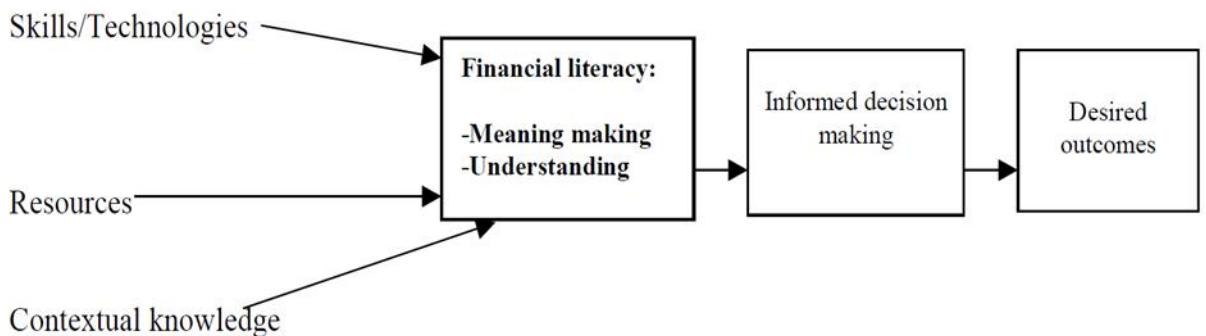 Skills/Technologies
Financial literacy:
-Meaning making
-Understanding
Informed decision
making
Desired
outcomes
Resources
Contextual knowledge